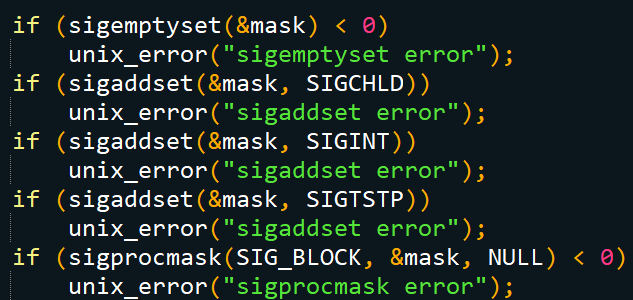 if (sigemptyset(&mask) < 0)
    unix_error("sigemptyset error");
if (sigaddset(&mask, SIGCHLD))
    unix_error("sigaddset error");
if (sigaddset(&mask, SIGINT))
    unix_error("sigaddset error");
if (sigaddset(&mask, SIGTSTP))
    unix_error("sigaddset error");
if (sigprocmask(SIG_BLOCK, &mask, NULL) < 0)
    unix_error("sigprocmask error");